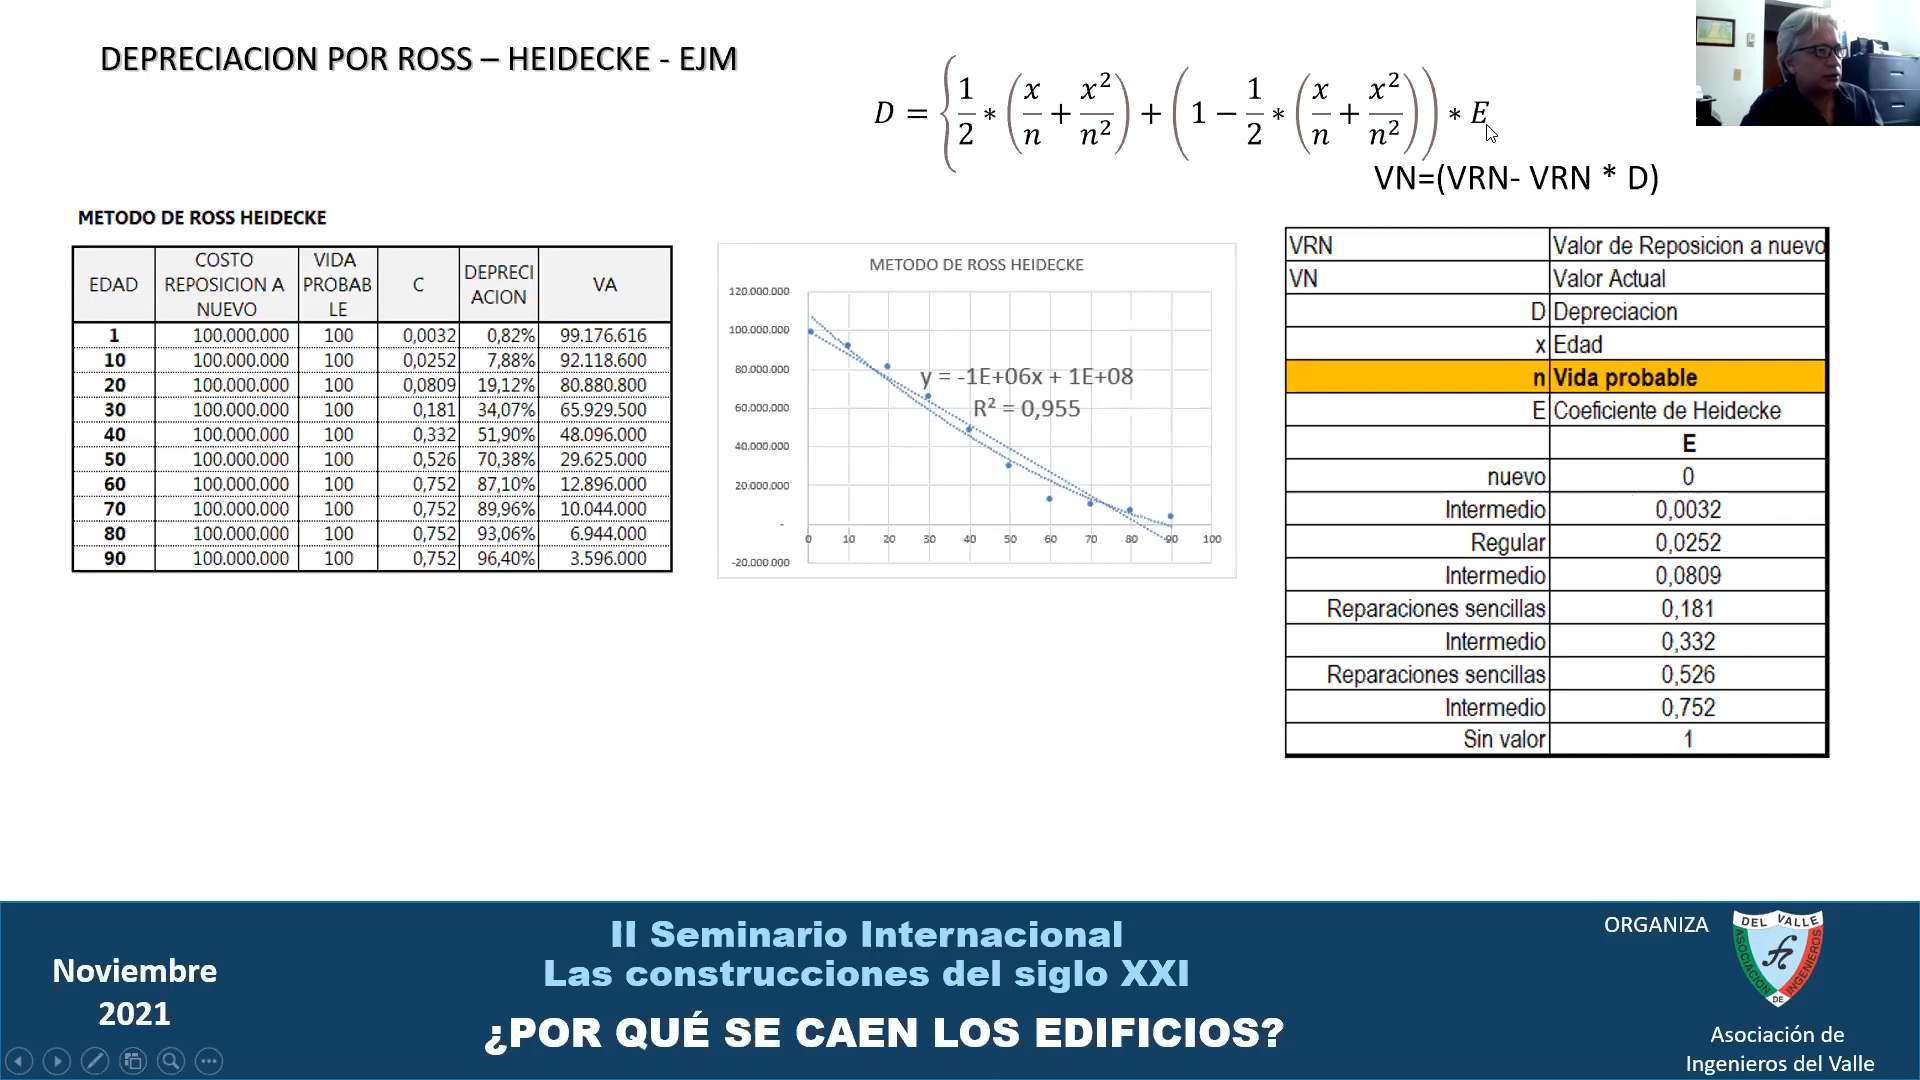 DEPRECIACION POR ROSS – HEIDECKE - EJM
D = { 1/2 * ( x/n + x²/n² ) + ( 1 − 1/2 * ( x/n + x²/n² ) ) * E
VN=(VRN- VRN * D)
METODO DE ROSS HEIDECKE
EDAD COSTO REPOSICION A NUEVO VIDA PROBAB LE C DEPRECI ACION VA
1 100.000.000 100 0,0032 0,82% 99.176.616
10 100.000.000 100 0,0252 7,88% 92.118.600
20 100.000.000 100 0,0809 19,12% 80.880.800
30 100.000.000 100 0,181 34,07% 65.929.500
40 100.000.000 100 0,332 51,90% 48.096.000
50 100.000.000 100 0,526 70,38% 29.625.000
60 100.000.000 100 0,752 87,10% 12.896.000
70 100.000.000 100 0,752 89,96% 10.044.000
80 100.000.000 100 0,752 93,06% 6.944.000
90 100.000.000 100 0,752 96,40% 3.596.000
METODO DE ROSS HEIDECKE
120.000.000
100.000.000
80.000.000
60.000.000
40.000.000
20.000.000
-
-20.000.000
0 10 20 30 40 50 60 70 80 90 100
y = -1E+06x + 1E+08
R² = 0,955
VRN Valor de Reposicion a nuevo
VN Valor Actual
D Depreciacion
x Edad
n Vida probable
E Coeficiente de Heidecke
E
nuevo 0
Intermedio 0,0032
Regular 0,0252
Intermedio 0,0809
Reparaciones sencillas 0,181
Intermedio 0,332
Reparaciones sencillas 0,526
Intermedio 0,752
Sin valor 1
Noviembre
2021
II Seminario Internacional
Las construcciones del siglo XXI
¿POR QUÉ SE CAEN LOS EDIFICIOS?
ORGANIZA
DEL VALLE
ASOCIACION
DE
INGENIEROS
Asociación de
Ingenieros del Valle